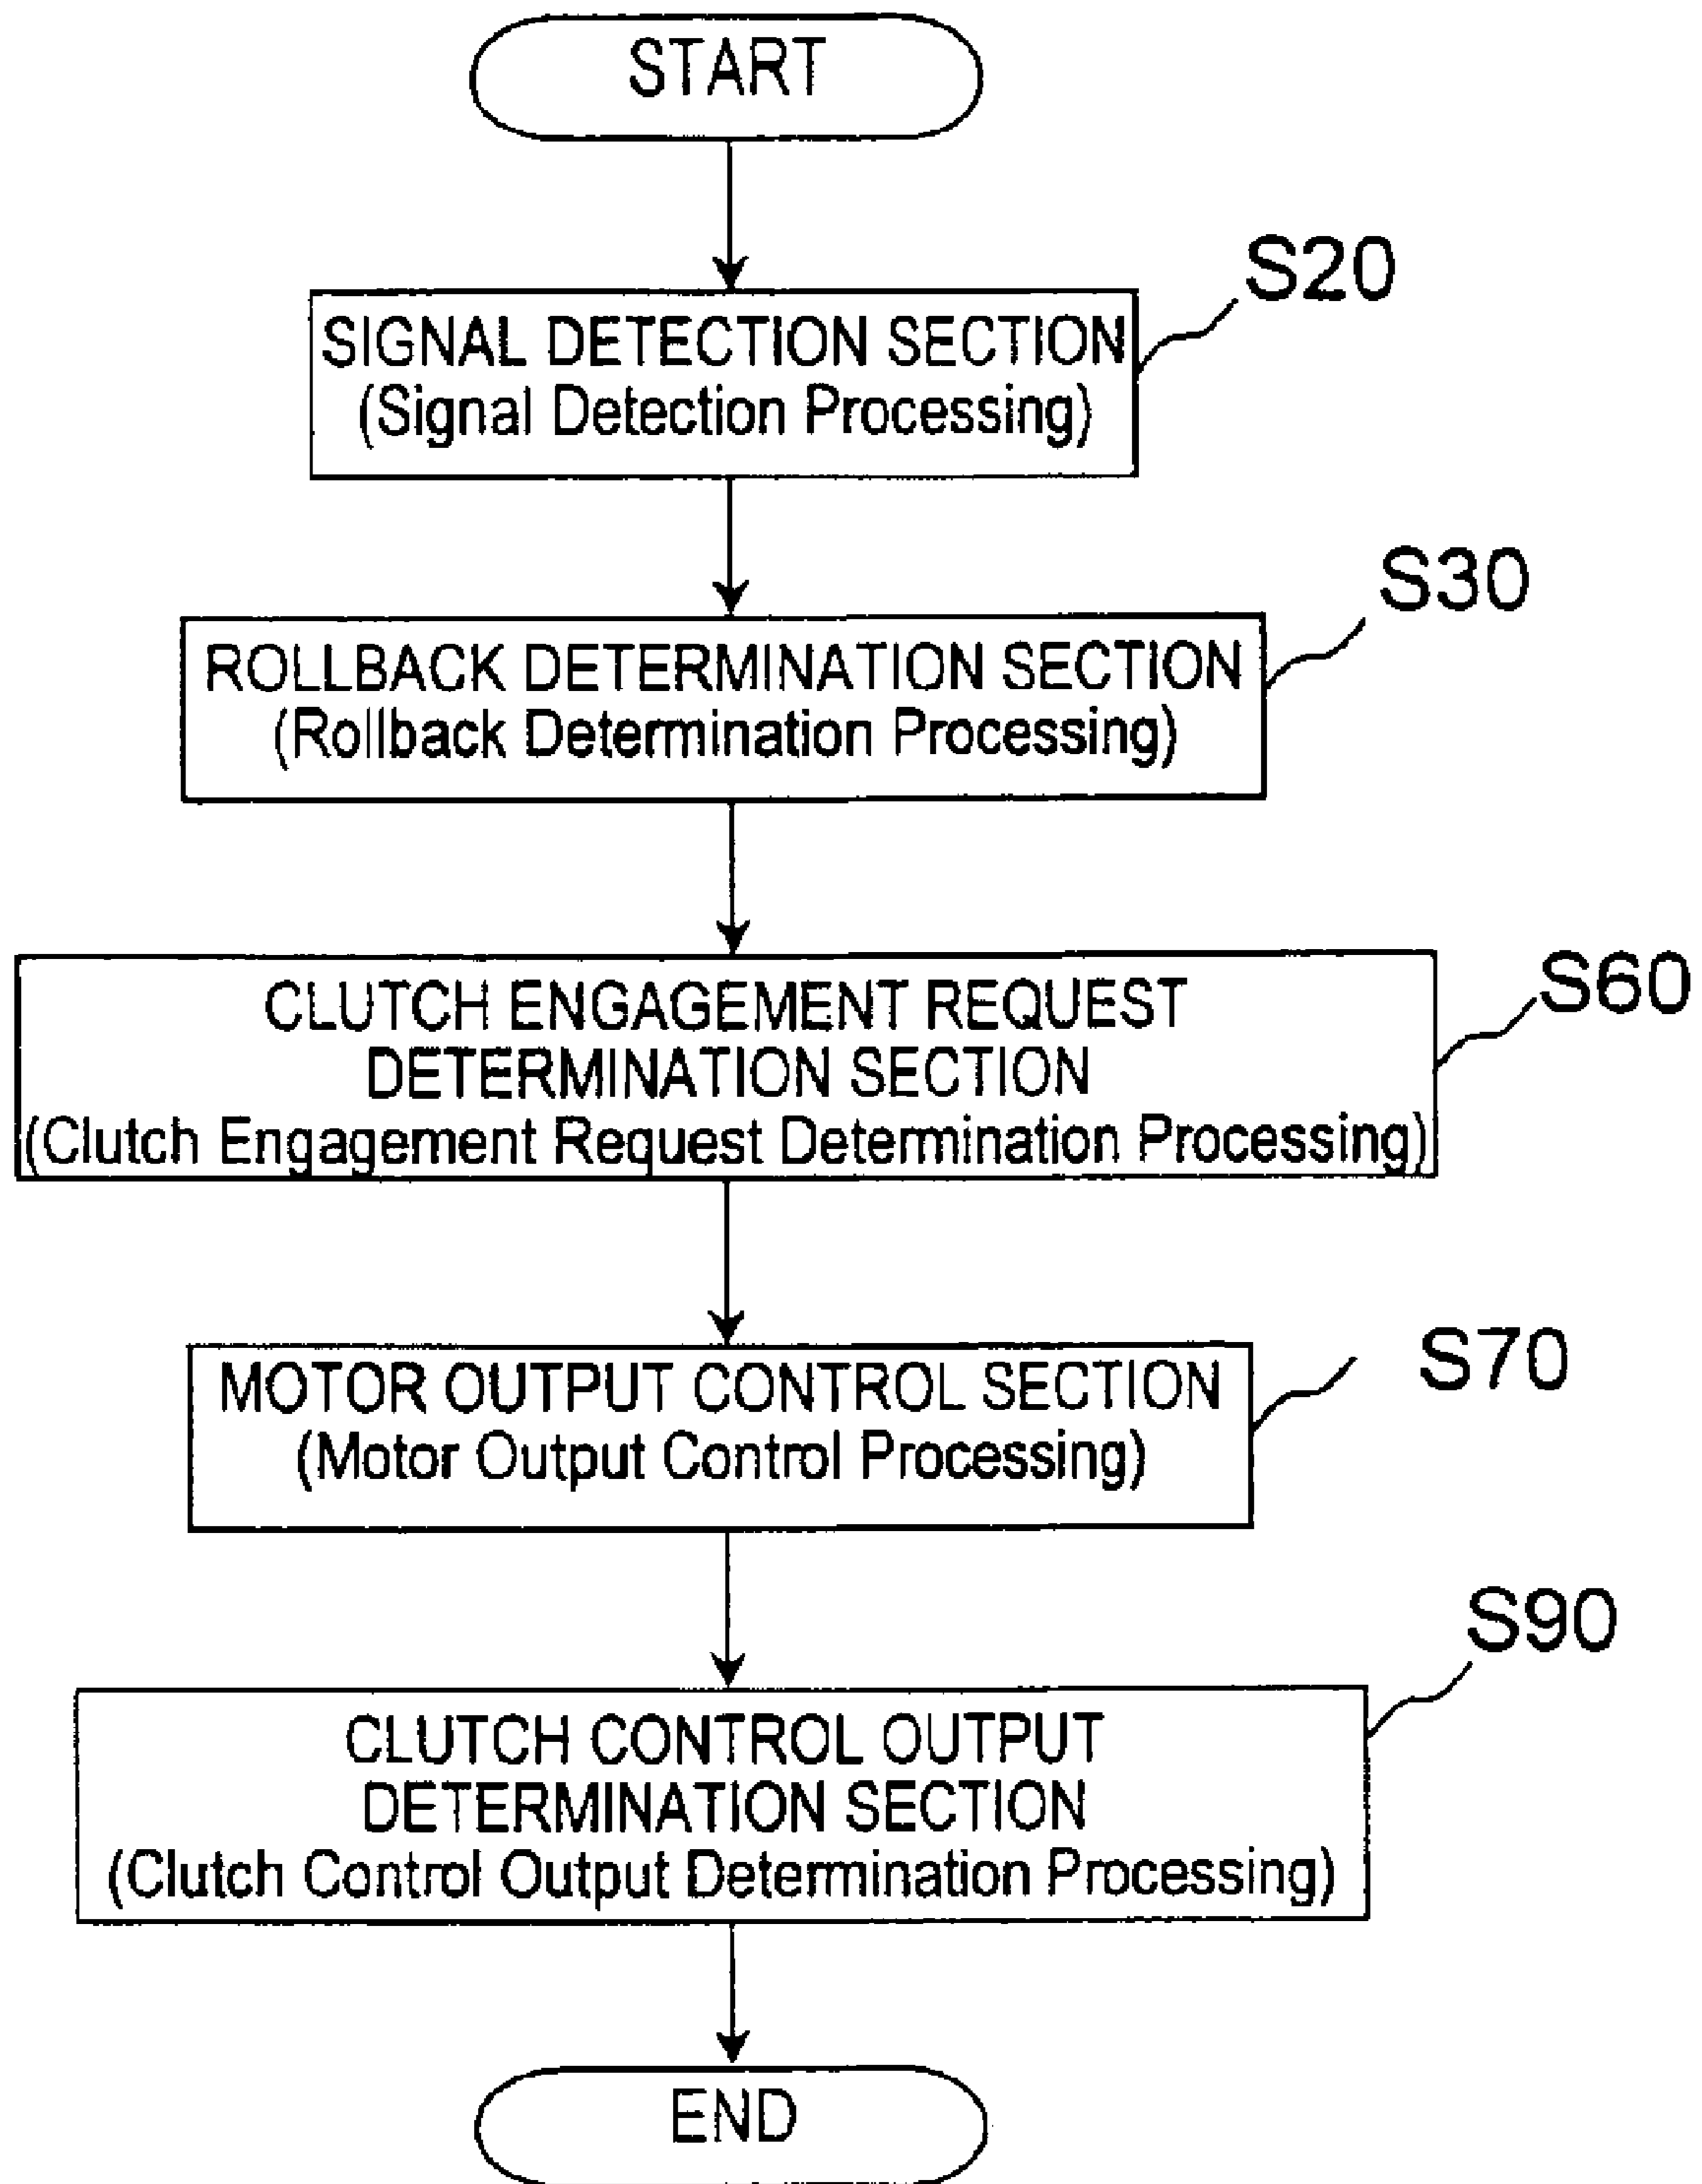 START
S20
SIGNAL DETECTION SECTION
(Signal Detection Processing)
S30
ROLLBACK DETERMINATION SECTION
(Rollback Determination Processing)
S60
CLUTCH ENGAGEMENT REQUEST
DETERMINATION SECTION
(Clutch Engagement Request Determination Processing)
S70
MOTOR OUTPUT CONTROL SECTION
(Motor Output Control Processing)
S90
CLUTCH CONTROL OUTPUT
DETERMINATION SECTION
(Clutch Control Output Determination Processing)
END